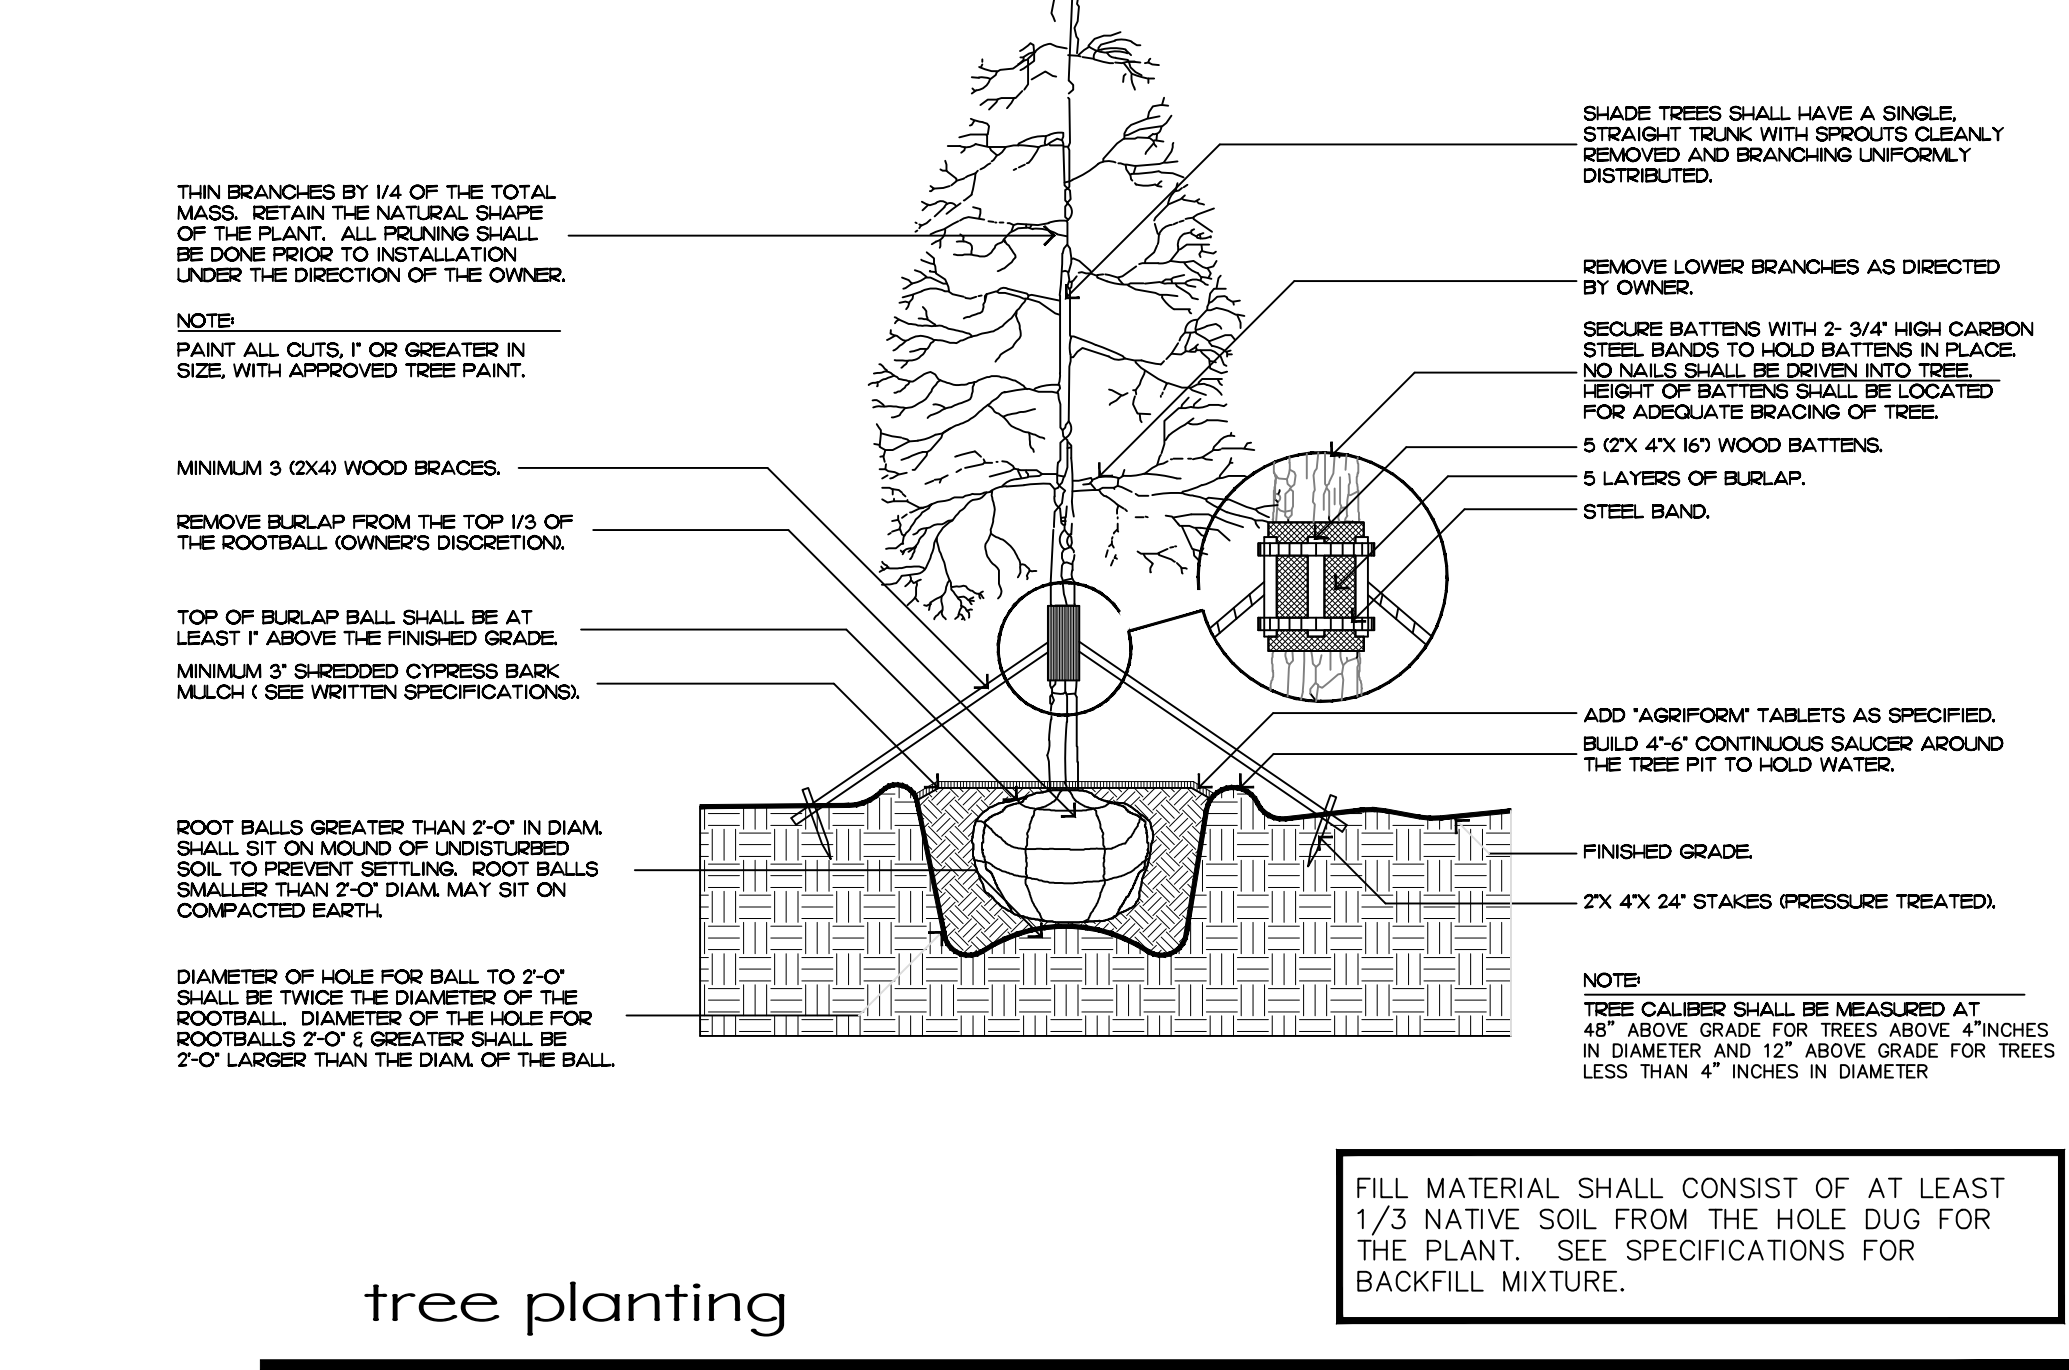 THIN BRANCHES BY 1/4 OF THE TOTAL
MASS. RETAIN THE NATURAL SHAPE
OF THE PLANT. ALL PRUNING SHALL
BE DONE PRIOR TO INSTALLATION
UNDER THE DIRECTION OF THE OWNER.
NOTE:
PAINT ALL CUTS, 1" OR GREATER IN
SIZE, WITH APPROVED TREE PAINT.
MINIMUM 3 (2X4) WOOD BRACES.
REMOVE BURLAP FROM THE TOP 1/3 OF
THE ROOTBALL (OWNER'S DISCRETION).
TOP OF BURLAP BALL SHALL BE AT
LEAST 1" ABOVE THE FINISHED GRADE.
MINIMUM 3" SHREDDED CYPRESS BARK
MULCH ( SEE WRITTEN SPECIFICATIONS).
ROOT BALLS GREATER THAN 2'-0" IN DIAM.
SHALL SIT ON MOUND OF UNDISTURBED
SOIL TO PREVENT SETTLING. ROOT BALLS
SMALLER THAN 2'-0" DIAM. MAY SIT ON
COMPACTED EARTH.
DIAMETER OF HOLE FOR BALL TO 2'-0"
SHALL BE TWICE THE DIAMETER OF THE
ROOTBALL. DIAMETER OF THE HOLE FOR
ROOTBALLS 2'-0" & GREATER SHALL BE
2'-0" LARGER THAN THE DIAM. OF THE BALL.
SHADE TREES SHALL HAVE A SINGLE,
STRAIGHT TRUNK WITH SPROUTS CLEANLY
REMOVED AND BRANCHING UNIFORMLY
DISTRIBUTED.
REMOVE LOWER BRANCHES AS DIRECTED
BY OWNER.
SECURE BATTENS WITH 2- 3/4" HIGH CARBON
STEEL BANDS TO HOLD BATTENS IN PLACE.
NO NAILS SHALL BE DRIVEN INTO TREE.
HEIGHT OF BATTENS SHALL BE LOCATED
FOR ADEQUATE BRACING OF TREE.
5 (2"X 4"X 16") WOOD BATTENS.
5 LAYERS OF BURLAP.
STEEL BAND.
ADD "AGRIFORM" TABLETS AS SPECIFIED.
BUILD 4"-6" CONTINUOUS SAUCER AROUND
THE TREE PIT TO HOLD WATER.
FINISHED GRADE.
2"X 4"X 24" STAKES (PRESSURE TREATED).
NOTE:
TREE CALIBER SHALL BE MEASURED AT
48" ABOVE GRADE FOR TREES ABOVE 4"INCHES
IN DIAMETER AND 12" ABOVE GRADE FOR TREES
LESS THAN 4" INCHES IN DIAMETER
FILL MATERIAL SHALL CONSIST OF AT LEAST
1/3 NATIVE SOIL FROM THE HOLE DUG FOR
THE PLANT. SEE SPECIFICATIONS FOR
BACKFILL MIXTURE.
tree planting